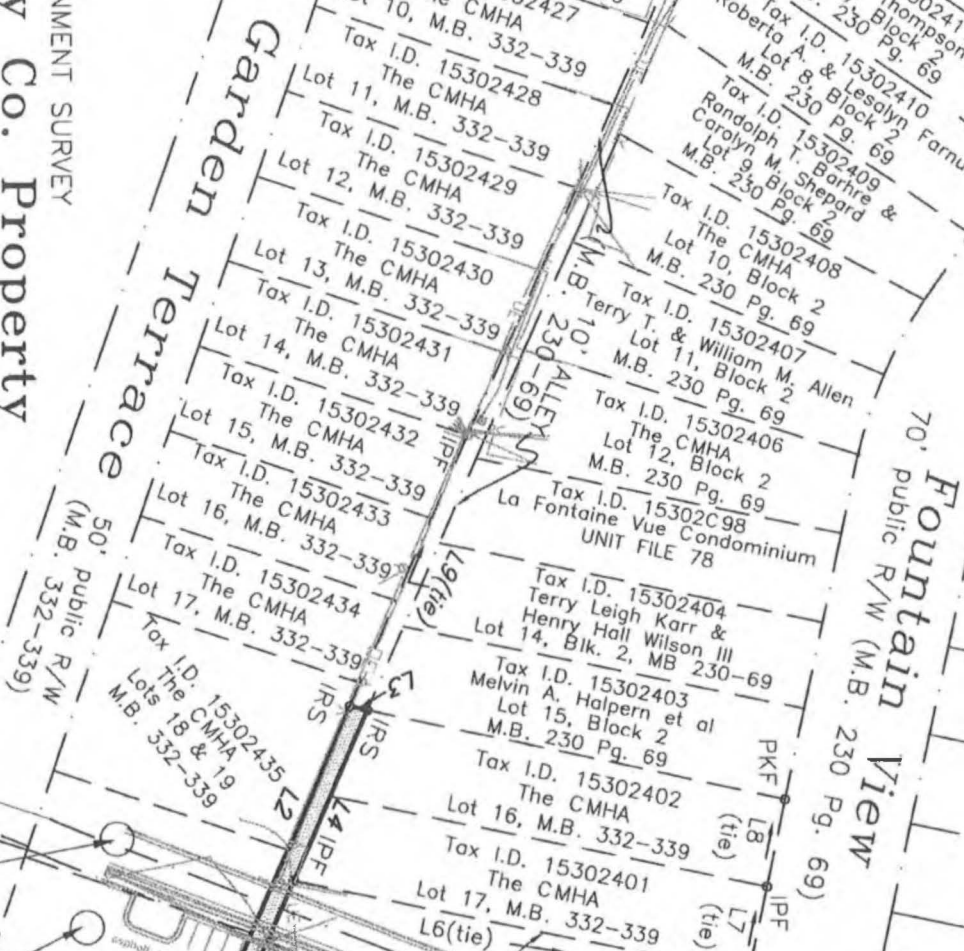 NMENT SURVEY
y Co. Property
Garden Terrace
50' public R/W
(M.B. 332-339)
The CMHA
Lot 10, M.B. 332-339
Tax I.D. 15302428
The CMHA
Lot 11, M.B. 332-339
Tax I.D. 15302429
The CMHA
Lot 12, M.B. 332-339
Tax I.D. 15302430
The CMHA
Lot 13, M.B. 332-339
Tax I.D. 15302431
The CMHA
Lot 14, M.B. 332-339
Tax I.D. 15302432
The CMHA
Lot 15, M.B. 332-339
Tax I.D. 15302433
The CMHA
Lot 16, M.B. 332-339
Tax I.D. 15302434
The CMHA
Lot 17, M.B. 332-339
Tax I.D. 15302435
The CMHA
Lots 18 & 19
M.B. 332-339
IRS
L2
L3
IRS
L4
IPF
IPF
L9(tie)
10' ALLEY
(M.B. 230-69)
Thompson
Block 2
230 Pg. 69
Tax I.D. 15302410
Roberta A. & Lesalyn Farnu
Lot 8, Block 2
M.B. 230 Pg. 69
Tax I.D. 15302409
Randolph T. Barhre &
Carolyn M. Shepard
Lot 9, Block 2
M.B. 230 Pg. 69
Tax I.D. 15302408
The CMHA
Lot 10, Block 2
M.B. 230 Pg. 69
Tax I.D. 15302407
Terry T. & William M. Allen
Lot 11, Block 2
M.B. 230 Pg. 69
Tax I.D. 15302406
The CMHA
Lot 12, Block 2
M.B. 230 Pg. 69
Tax I.D. 15302C98
La Fontaine Vue Condominium
UNIT FILE 78
Tax I.D. 15302404
Terry Leigh Karr &
Henry Hall Wilson III
Lot 14, Blk. 2, MB 230-69
Tax I.D. 15302403
Melvin A. Halpern et al
Lot 15, Block 2
M.B. 230 Pg. 69
Tax I.D. 15302402
The CMHA
Lot 16, M.B. 332-339
Tax I.D. 15302401
The CMHA
Lot 17, M.B. 332-339
L6(tie)
PKF
L8
(tie)
IPF
L7
(tie)
Fountain View
70' public R/W (M.B. 230 Pg. 69)